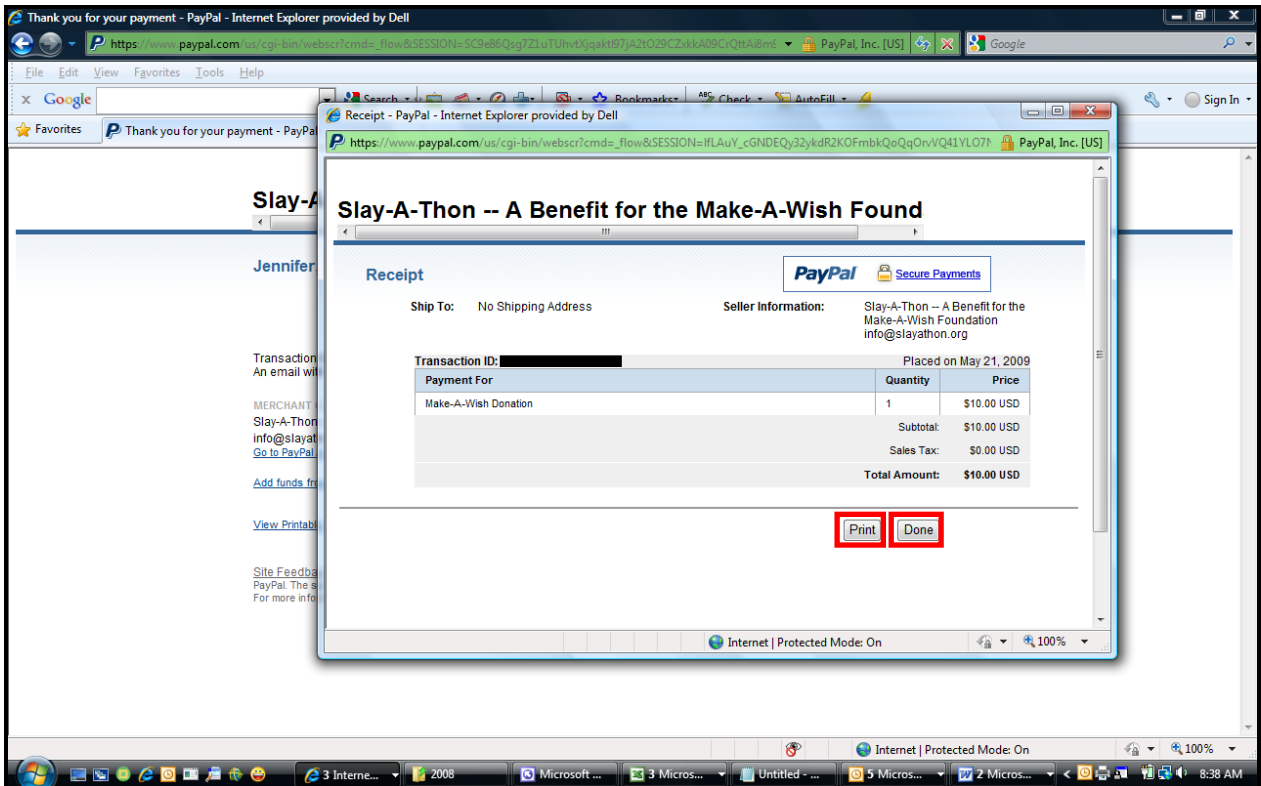 Thank you for your payment - PayPal - Internet Explorer provided by Dell
https://www.paypal.com/us/cgi-bin/webscr?cmd=_flow&SESSION= PayPal, Inc. [US] Google
File Edit View Favorites Tools Help
x Google Search Bookmarks Check AutoFill Sign In
Favorites Thank you for your payment - PayPal
Slay-A
Jennifer
Transaction
An email wit
MERCHANT
Slay-A-Thon
info@slayat
Go to PayPal
Add funds fro
View Printabl
Site Feedba
PayPal. The s
For more info
Receipt - PayPal - Internet Explorer provided by Dell
https://www.paypal.com/us/cgi-bin/webscr?cmd=_flow&SESSION= PayPal, Inc. [US]
Slay-A-Thon -- A Benefit for the Make-A-Wish Found
Receipt PayPal Secure Payments
Ship To: No Shipping Address Seller Information: Slay-A-Thon -- A Benefit for the
Make-A-Wish Foundation
info@slayathon.org
Transaction ID: Placed on May 21, 2009
Payment For Quantity Price
Make-A-Wish Donation 1 $10.00 USD
Subtotal: $10.00 USD
Sales Tax: $0.00 USD
Total Amount: $10.00 USD
Print Done
Internet | Protected Mode: On 100%
Internet | Protected Mode: On 100%
3 Interne... 2008 Microsoft ... 3 Micros... Untitled - ... 5 Micros... 2 Micros... 8:38 AM